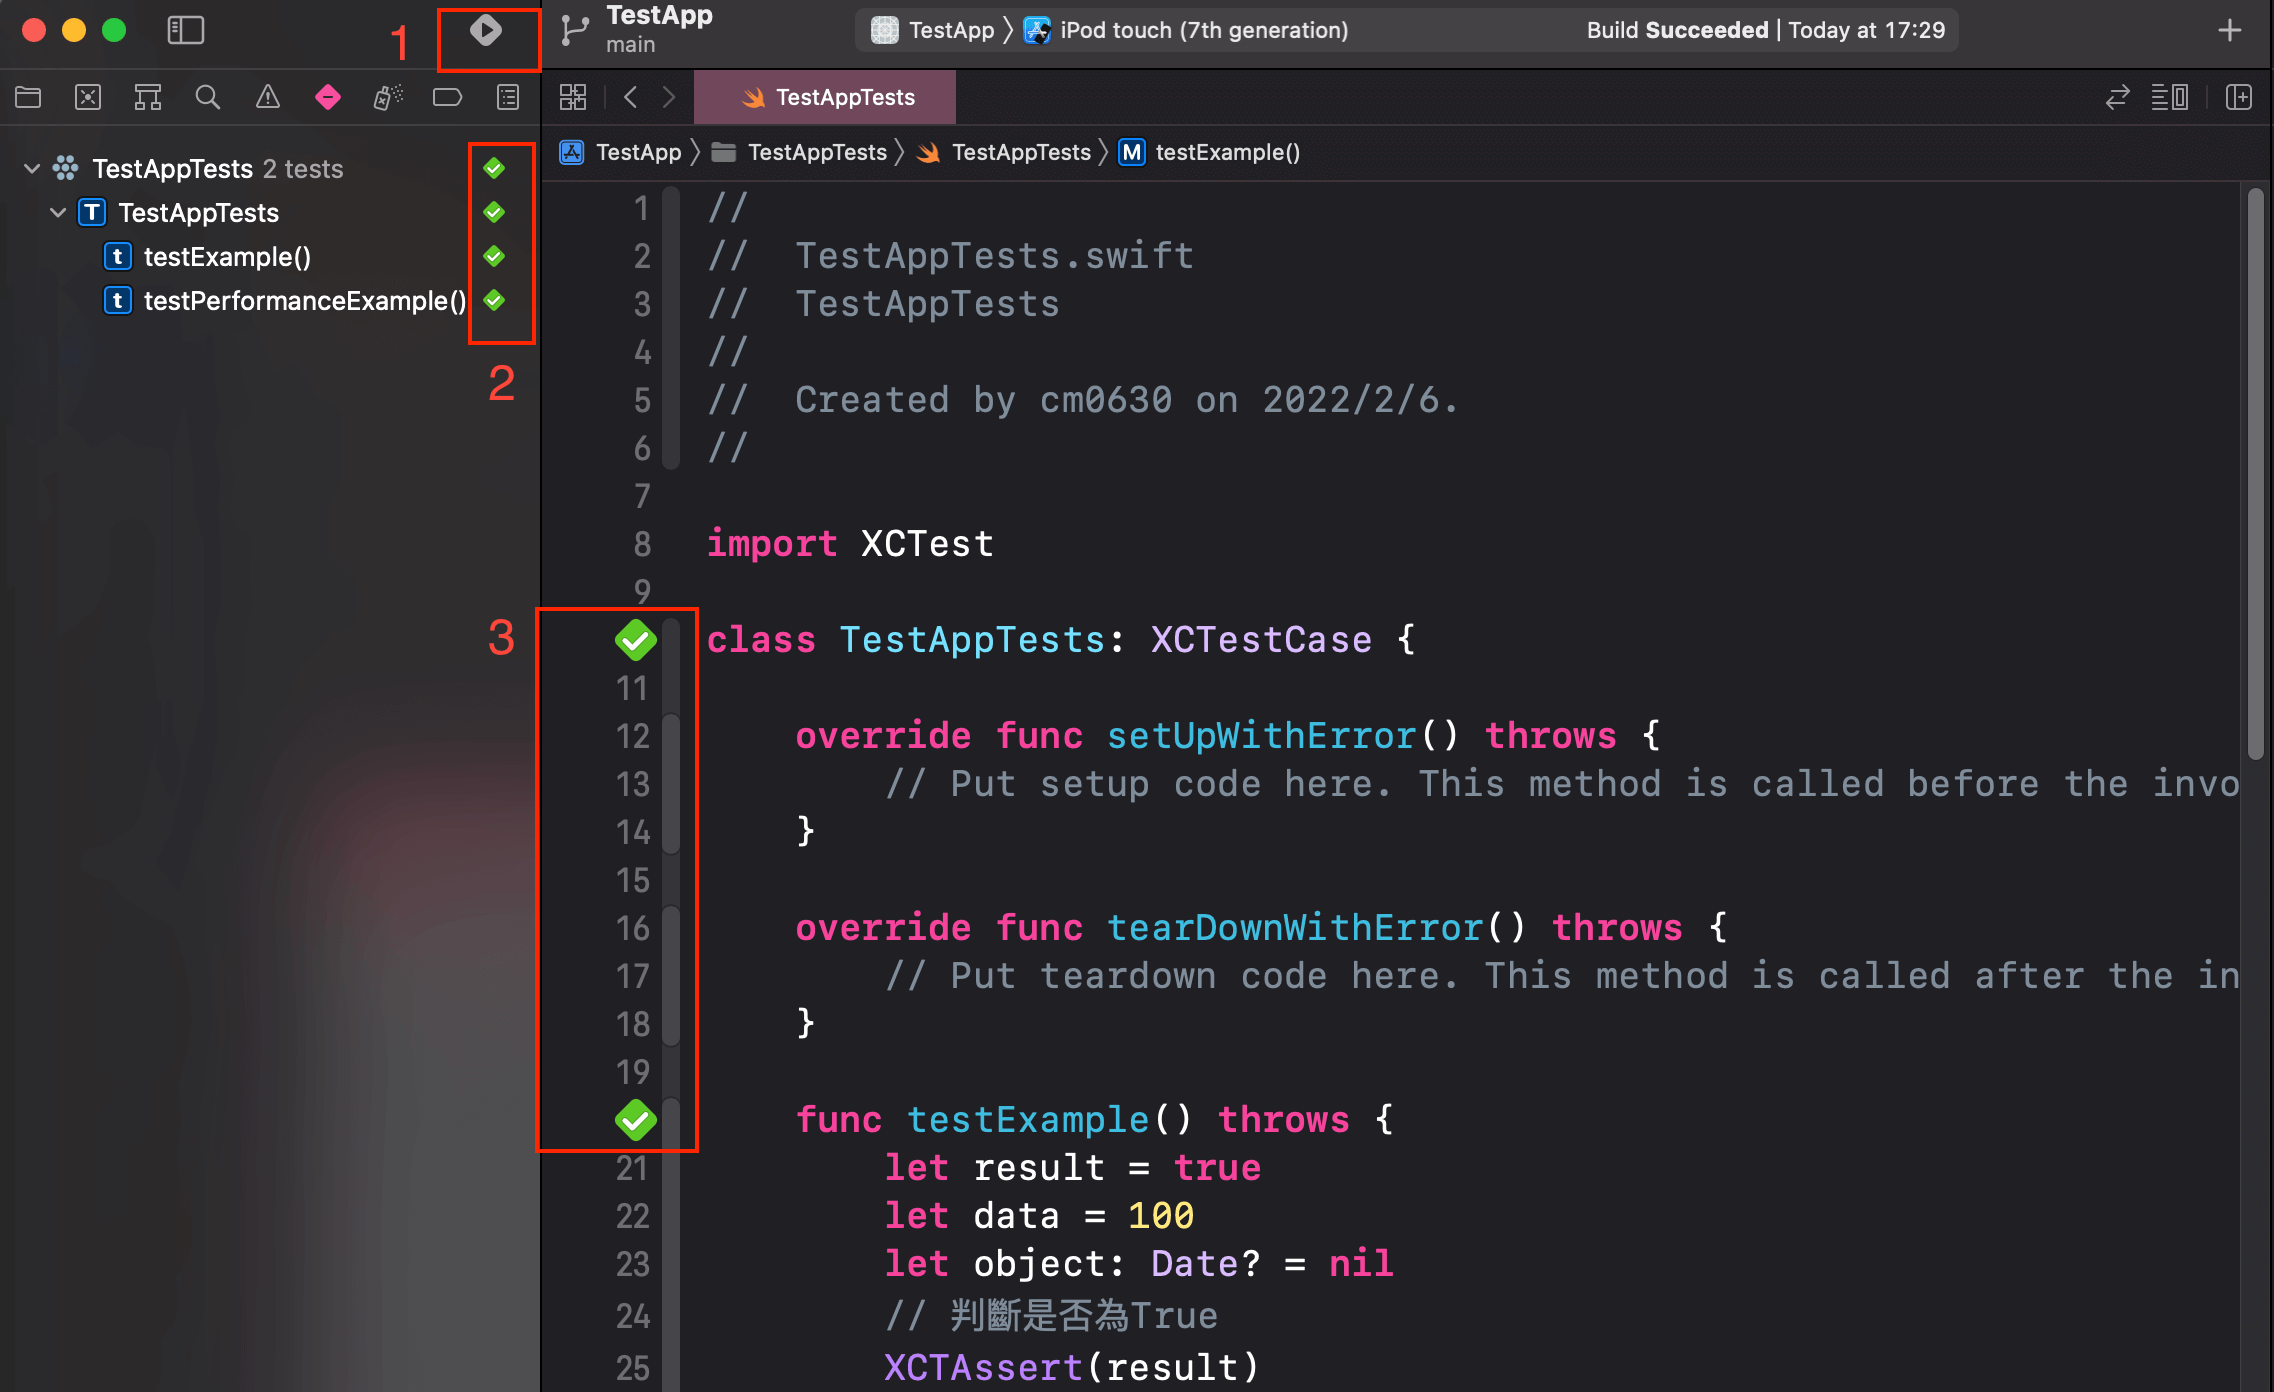 1
TestApp
main
TestApp
iPod touch (7th generation)
Build Succeeded | Today at 17:29
TestAppTests
TestAppTests 2 tests
T TestAppTests
t testExample()
t testPerformanceExample()
2
3
TestApp
TestAppTests
TestAppTests
M testExample()
1 //
2 //  TestAppTests.swift
3 //  TestAppTests
4 //
5 //  Created by cm0630 on 2022/2/6.
6 //
7
8 import XCTest
9
class TestAppTests: XCTestCase {
11
12     override func setUpWithError() throws {
13         // Put setup code here. This method is called before the invo
14     }
15
16     override func tearDownWithError() throws {
17         // Put teardown code here. This method is called after the in
18     }
19
func testExample() throws {
21         let result = true
22         let data = 100
23         let object: Date? = nil
24         // 判斷是否為True
25         XCTAssert(result)